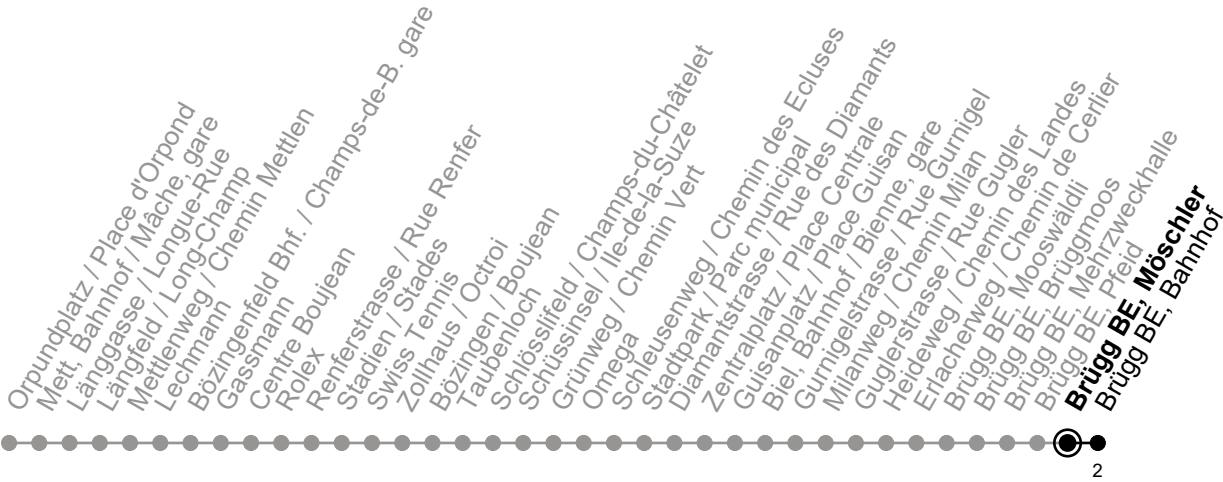 Orpundplatz / Place d'Orpond
Mett, Bahnhof / Mâche, gare
Länggasse / Longue-Rue
Längfeld / Long-Champ
Mettlenweg / Chemin Mettlen
Lechmann
Bözingenfeld Bhf. / Champs-de-B. gare
Gassmann
Centre Boujean
Rolex
Renferstrasse / Rue Renfer
Stadien / Stades
Swiss Tennis
Zollhaus / Octroi
Bözingen / Boujean
Taubenloch
Schlösslifeld / Champs-du-Châtelet
Schüssinsel / Ile-de-la-Suze
Grünweg / Chemin Vert
Omega
Schleusenweg / Chemin des Ecluses
Stadtpark / Parc municipal
Diamantstrasse / Rue des Diamants
Zentralplatz / Place Centrale
Guisanplatz / Place Guisan
Biel, Bahnhof / Bienne, gare
Gurnigelstrasse / Rue Gurnigel
Milanweg / Chemin Milan
Guglerstrasse / Rue Gugler
Heideweg / Chemin des Landes
Erlacherweg / Chemin de Cerlier
Brügg BE, Mooswäldli
Brügg BE, Brüggmoos
Brügg BE, Mehrzweckhalle
Brügg BE, Pfeid
Brügg BE, Möschler
Brügg BE, Bahnhof
2